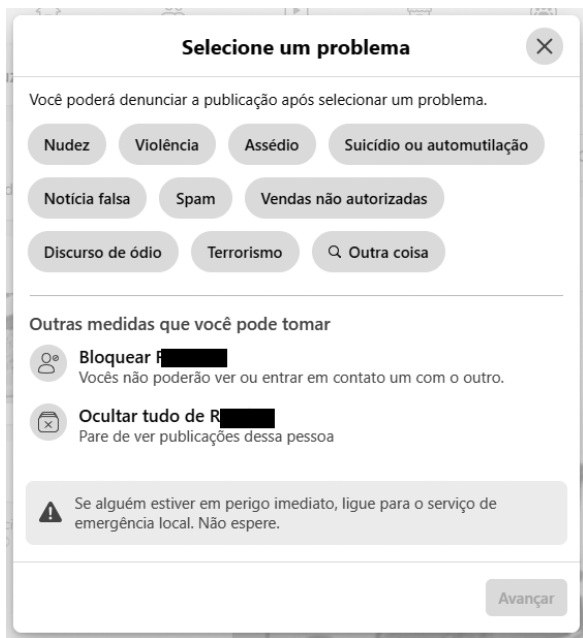 Selecione um problema
Você poderá denunciar a publicação após selecionar um problema.
Nudez Violência Assédio Suicídio ou automutilação
Notícia falsa Spam Vendas não autorizadas
Discurso de ódio Terrorismo Outra coisa
Outras medidas que você pode tomar
Bloquear
Vocês não poderão ver ou entrar em contato um com o outro.
Ocultar tudo de R
Pare de ver publicações dessa pessoa
Se alguém estiver em perigo imediato, ligue para o serviço de
emergência local. Não espere.
Avançar